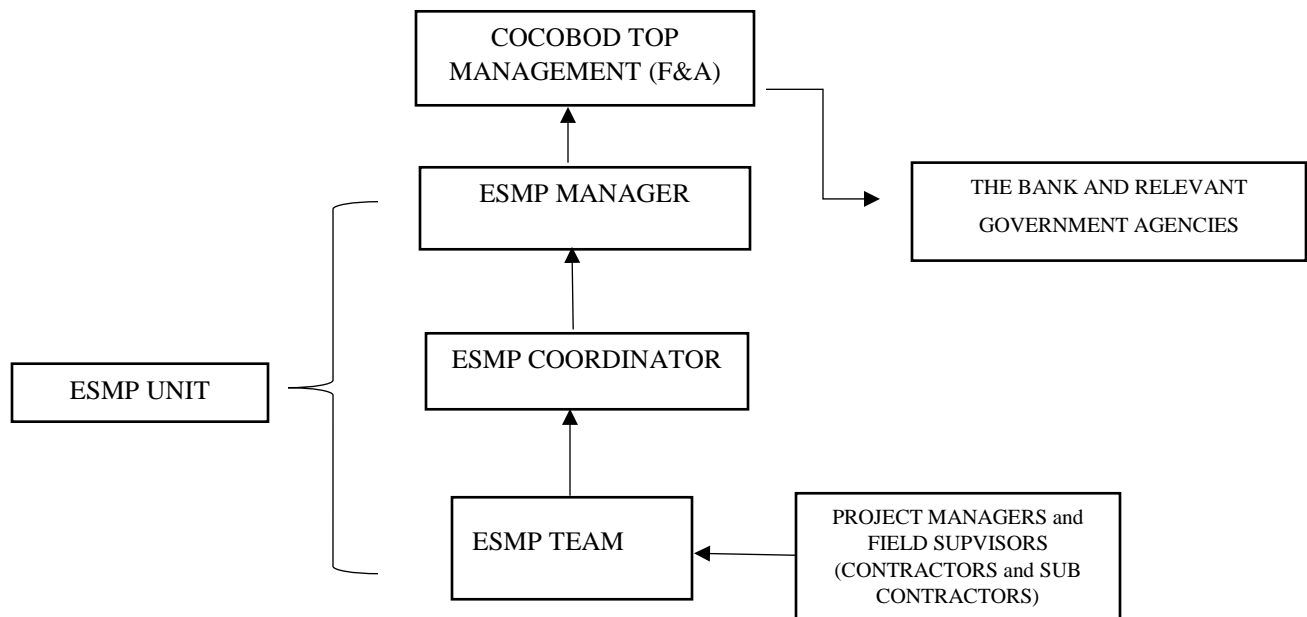 COCOBOD TOP
MANAGEMENT (F&A)
ESMP MANAGER
THE BANK AND RELEVANT
GOVERNMENT AGENCIES
ESMP COORDINATOR
ESMP UNIT
ESMP TEAM
PROJECT MANAGERS and
FIELD SUPVISORS
(CONTRACTORS and SUB
CONTRACTORS)